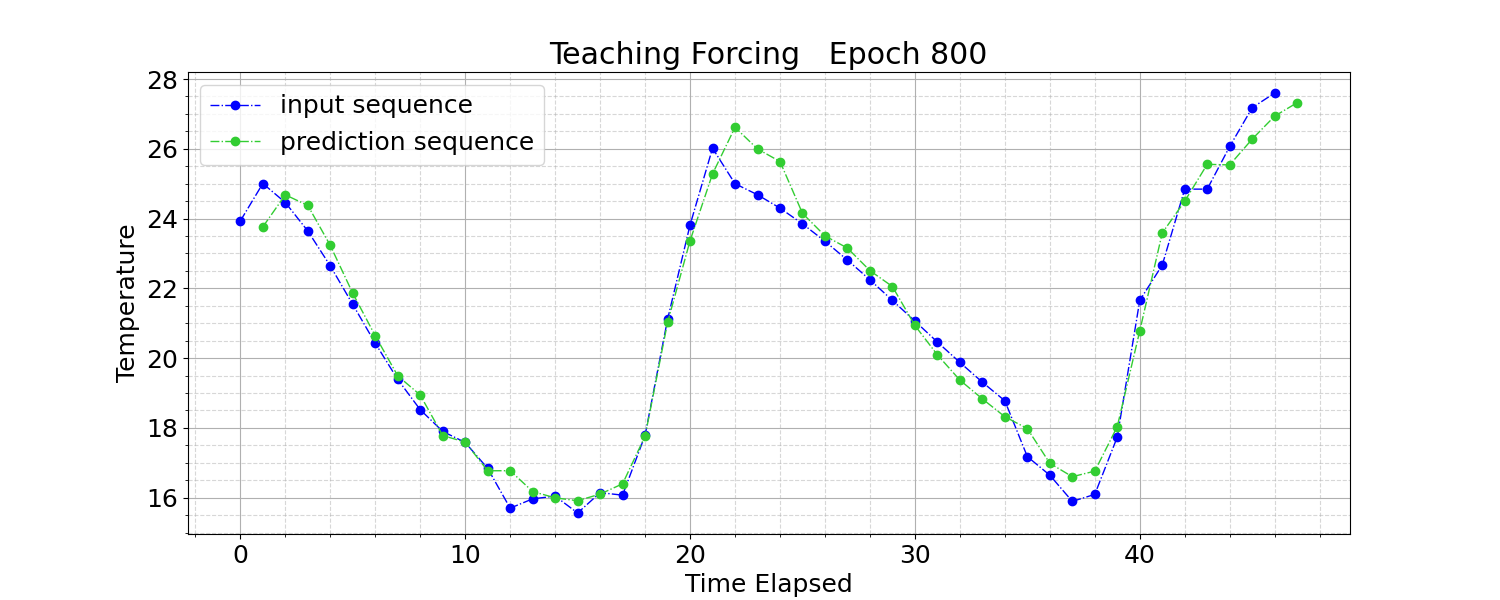 Teaching Forcing   Epoch 800
28
26
24
22
20
18
16
Temperature
input sequence
prediction sequence
0 10 20 30 40
Time Elapsed